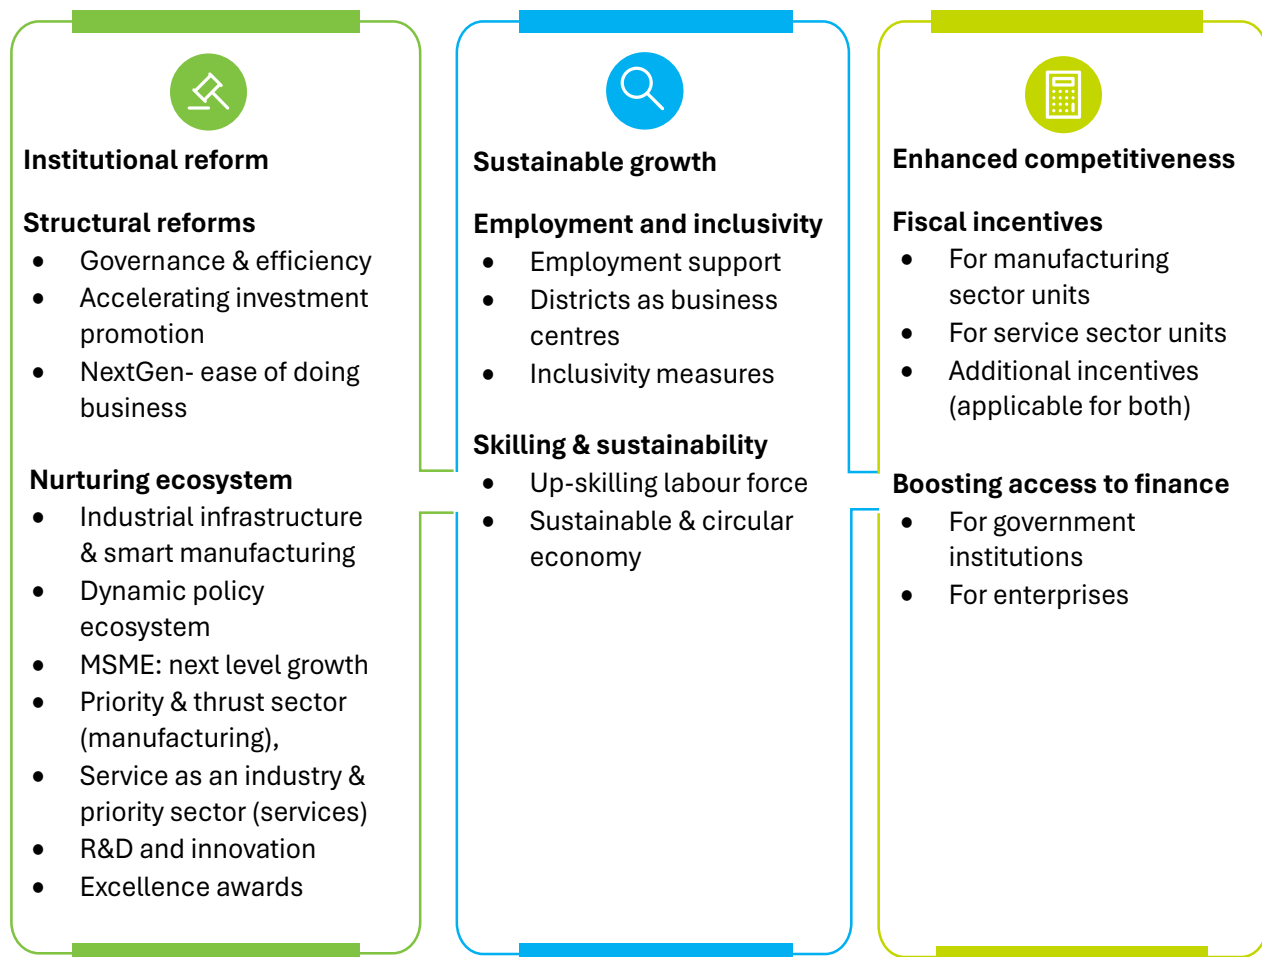 Institutional reform
Structural reforms
• Governance & efficiency
• Accelerating investment
promotion
• NextGen- ease of doing
business
Nurturing ecosystem
• Industrial infrastructure
& smart manufacturing
• Dynamic policy
ecosystem
• MSME: next level growth
• Priority & thrust sector
(manufacturing),
• Service as an industry &
priority sector (services)
• R&D and innovation
• Excellence awards
Sustainable growth
Employment and inclusivity
• Employment support
• Districts as business
centres
• Inclusivity measures
Skilling & sustainability
• Up-skilling labour force
• Sustainable & circular
economy
Enhanced competitiveness
Fiscal incentives
• For manufacturing
sector units
• For service sector units
• Additional incentives
(applicable for both)
Boosting access to finance
• For government
institutions
• For enterprises